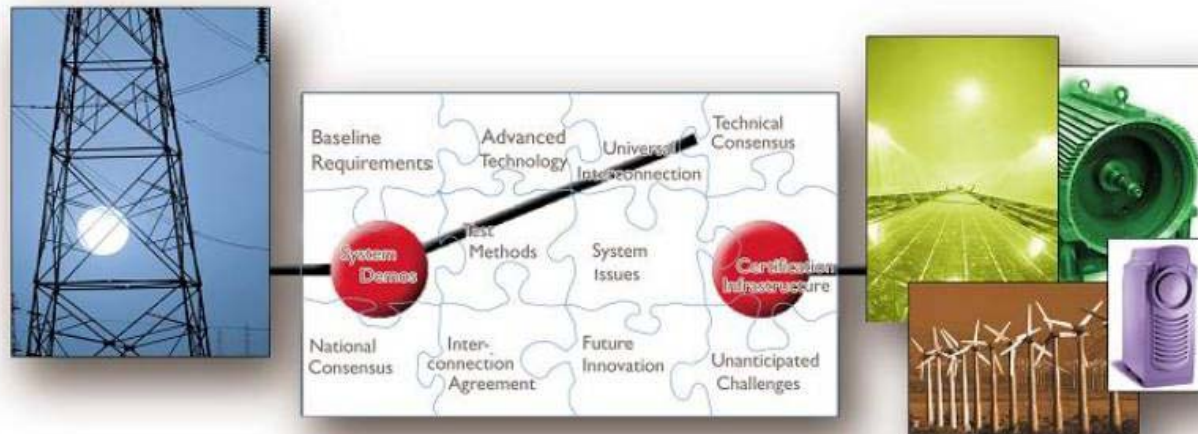 Baseline
Requirements
Advanced
Technology
Universal
Interconnection
Technical
Consensus
System
Demos
Test
Methods
System
Issues
Certification
Infrastructure
National
Consensus
Inter-
connection
Agreement
Future
Innovation
Unanticipated
Challenges